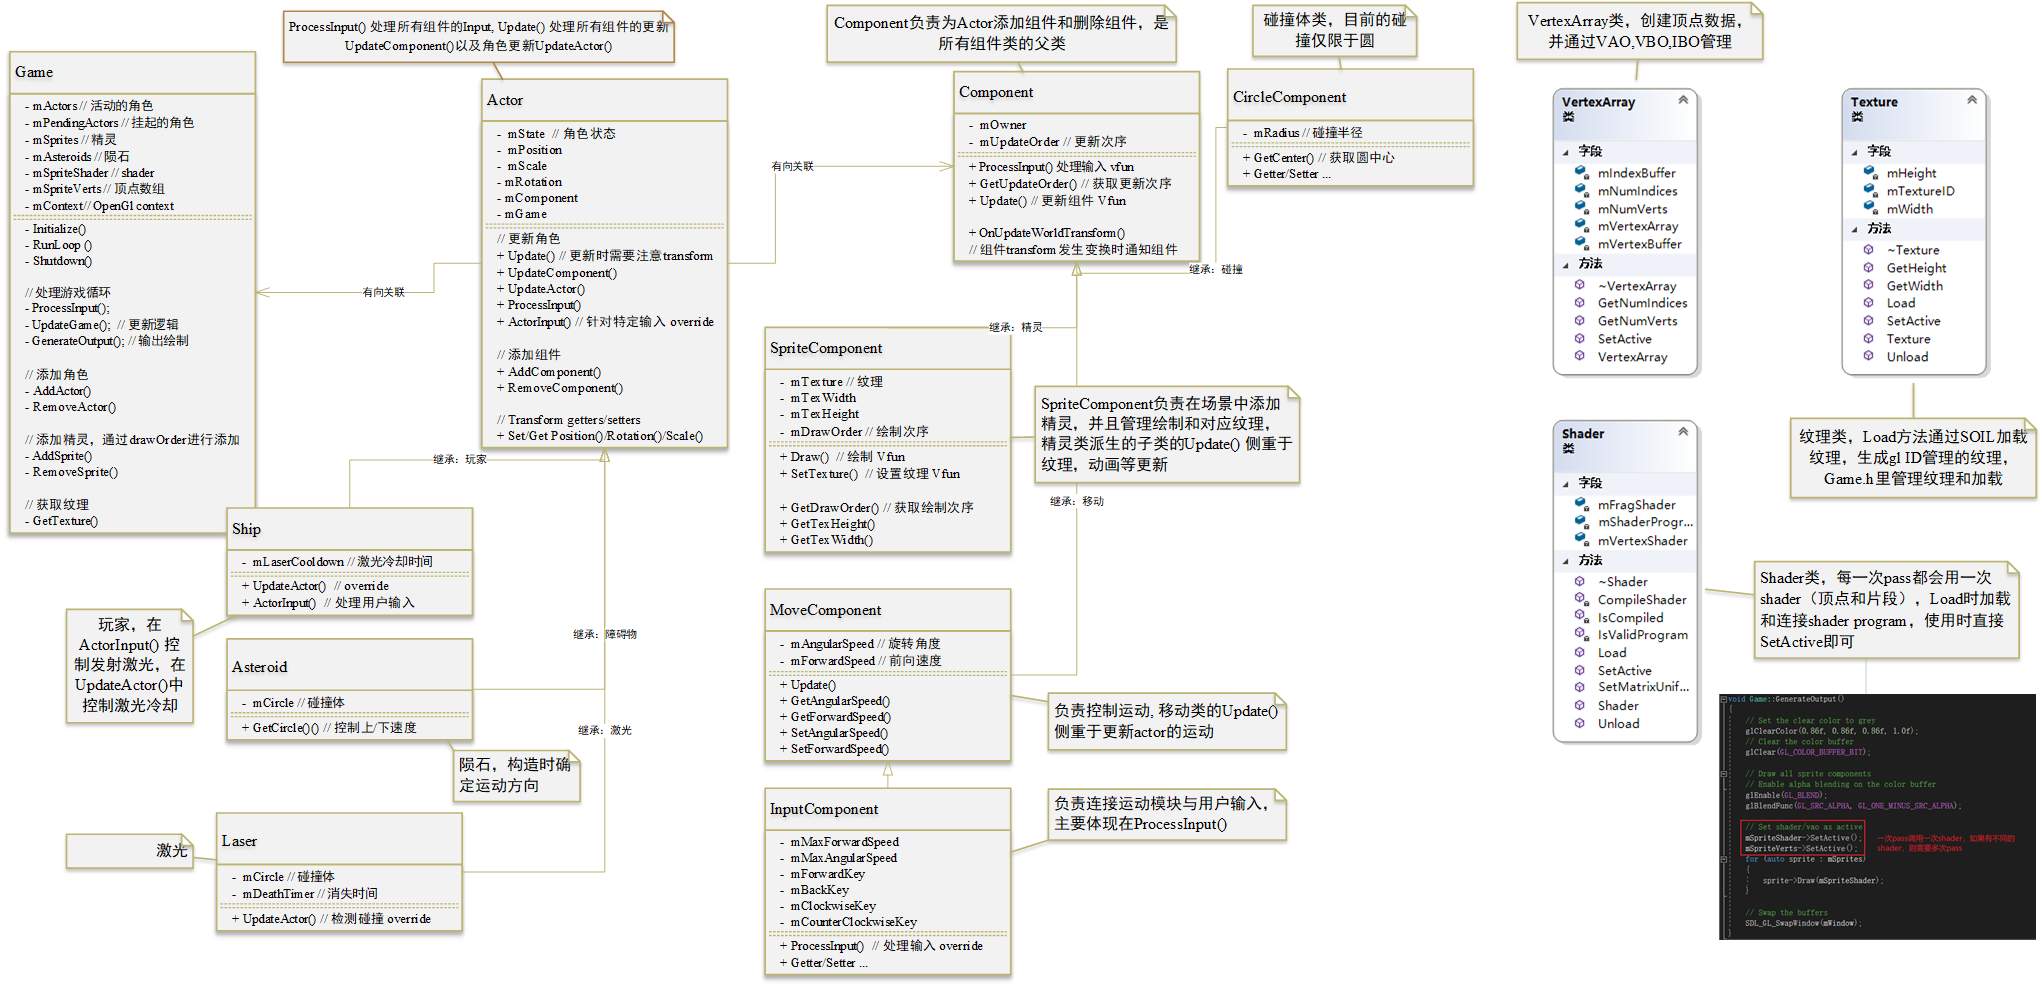 ProcessInput() 处理所有组件的Input, Update() 处理所有组件的更新
UpdateComponent()以及角色更新UpdateActor()
Component负责为Actor添加组件和删除组件，是
所有组件类的父类
碰撞体类，目前的碰
撞仅限于圆
VertexArray类，创建顶点数据，
并通过VAO,VBO,IBO管理
Game
- mActors // 活动的角色
- mPendingActors // 挂起的角色
- mSprites // 精灵
- mAsteroids // 陨石
- mSpriteShader // shader
- mSpriteVerts // 顶点数组
- mContext// OpenGl context
- Initialize()
- RunLoop ()
- Shutdown()
// 处理游戏循环
- ProcessInput();
- UpdateGame();  // 更新逻辑
- GenerateOutput(); // 输出绘制
// 添加角色
- AddActor()
- RemoveActor()
// 添加精灵，通过drawOrder进行添加
- AddSprite()
- RemoveSprite()
// 获取纹理
- GetTexture()
有向关联
Actor
- mState  // 角色状态
- mPosition
- mScale
- mRotation
- mComponent
- mGame
// 更新角色
+ Update() // 更新时需要注意transform
+ UpdateComponent()
+ UpdateActor()
+ ProcessInput()
+ ActorInput() // 针对特定输入 override
// 添加组件
+ AddComponent()
+ RemoveComponent()
// Transform getters/setters
+ Set/Get Position()/Rotation()/Scale()
有向关联
Component
- mOwner
- mUpdateOrder // 更新次序
+ ProcessInput() 处理输入 vfun
+ GetUpdateOrder() // 获取更新次序
+ Update() // 更新组件 Vfun
+ OnUpdateWorldTransform()
// 组件transform 发生变换时通知组件
CircleComponent
- mRadius // 碰撞半径
+ GetCenter() // 获取圆中心
+ Getter/Setter ...
继承：碰撞
继承：精灵
SpriteComponent
- mTexture // 纹理
- mTexWidth
- mTexHeight
- mDrawOrder // 绘制次序
+ Draw()  // 绘制 Vfun
+ SetTexture()  // 设置纹理 Vfun
+ GetDrawOrder() // 获取绘制次序
+ GetTexHeight()
+ GetTexWidth()
SpriteComponent负责在场景中添加
精灵，并且管理绘制和对应纹理，
精灵类派生的子类的Update() 侧重于
纹理，动画等更新
继承：移动
MoveComponent
- mAngularSpeed // 旋转角度
- mForwardSpeed // 前向速度
+ Update()
+ GetAngularSpeed()
+ GetForwardSpeed()
+ SetAngularSpeed()
+ SetForwardSpeed()
负责控制运动, 移动类的Update()
侧重于更新actor的运动
InputComponent
- mMaxForwardSpeed
- mMaxAngularSpeed
- mForwardKey
- mBackKey
- mClockwiseKey
- mCounterClockwiseKey
+ ProcessInput()  // 处理输入 override
+ Getter/Setter ...
负责连接运动模块与用户输入，
主要体现在ProcessInput()
继承：玩家
Ship
- mLaserCooldown // 激光冷却时间
+ UpdateActor()  // override
+ ActorInput()  // 处理用户输入
玩家，在
ActorInput() 控
制发射激光，在
UpdateActor()中
控制激光冷却
继承：障碍物
Asteroid
- mCircle // 碰撞体
+ GetCircle()() // 控制上/下速度
陨石，构造时确
定运动方向
继承：激光
Laser
- mCircle // 碰撞体
- mDeathTimer // 消失时间
+ UpdateActor() // 检测碰撞 override
激光
VertexArray
类
字段
mIndexBuffer
mNumIndices
mNumVerts
mVertexArray
mVertexBuffer
方法
~VertexArray
GetNumIndices
GetNumVerts
SetActive
VertexArray
Texture
类
字段
mHeight
mTextureID
mWidth
方法
~Texture
GetHeight
GetWidth
Load
SetActive
Texture
Unload
纹理类，Load方法通过SOIL加载
纹理，生成gl ID管理的纹理，
Game.h 里管理纹理和加载
Shader
类
字段
mFragShader
mShaderProgr...
mVertexShader
方法
~Shader
CompileShader
IsCompiled
IsValidProgram
Load
SetActive
SetMatrixUnif...
Shader
Unload
Shader类，每一次pass都会用一次
shader（顶点和片段），Load时加载
和连接shader program，使用时直接
SetActive即可
void Game::GenerateOutput()
{
// Set the clear color to grey
glClearColor(0.86f, 0.86f, 0.86f, 1.0f);
// Clear the color buffer
glClear(GL_COLOR_BUFFER_BIT);
// Draw all sprite components
// Enable alpha blending on the color buffer
glEnable(GL_BLEND);
glBlendFunc(GL_SRC_ALPHA, GL_ONE_MINUS_SRC_ALPHA);
// Set shader/vao as active
mSpriteShader->SetActive();
mSpriteVerts->SetActive();
一次pass调用一次shader，如果有不同的
shader，则需要多次pass
for (auto sprite : mSprites)
{
sprite->Draw(mSpriteShader);
}
// Swap the buffers
SDL_GL_SwapWindow(mWindow);
}